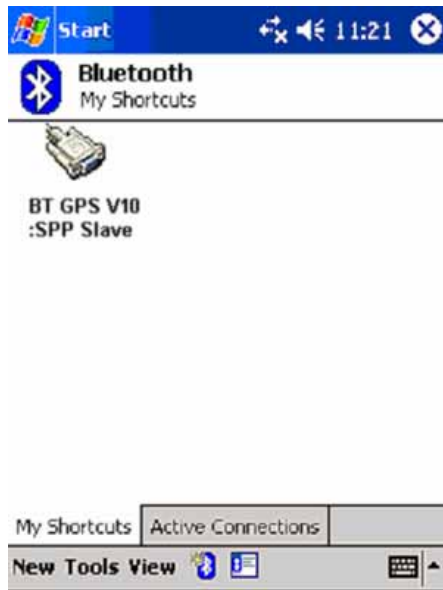 Start 11:21
Bluetooth
My Shortcuts
BT GPS V10
:SPP Slave
My Shortcuts Active Connections
New Tools View